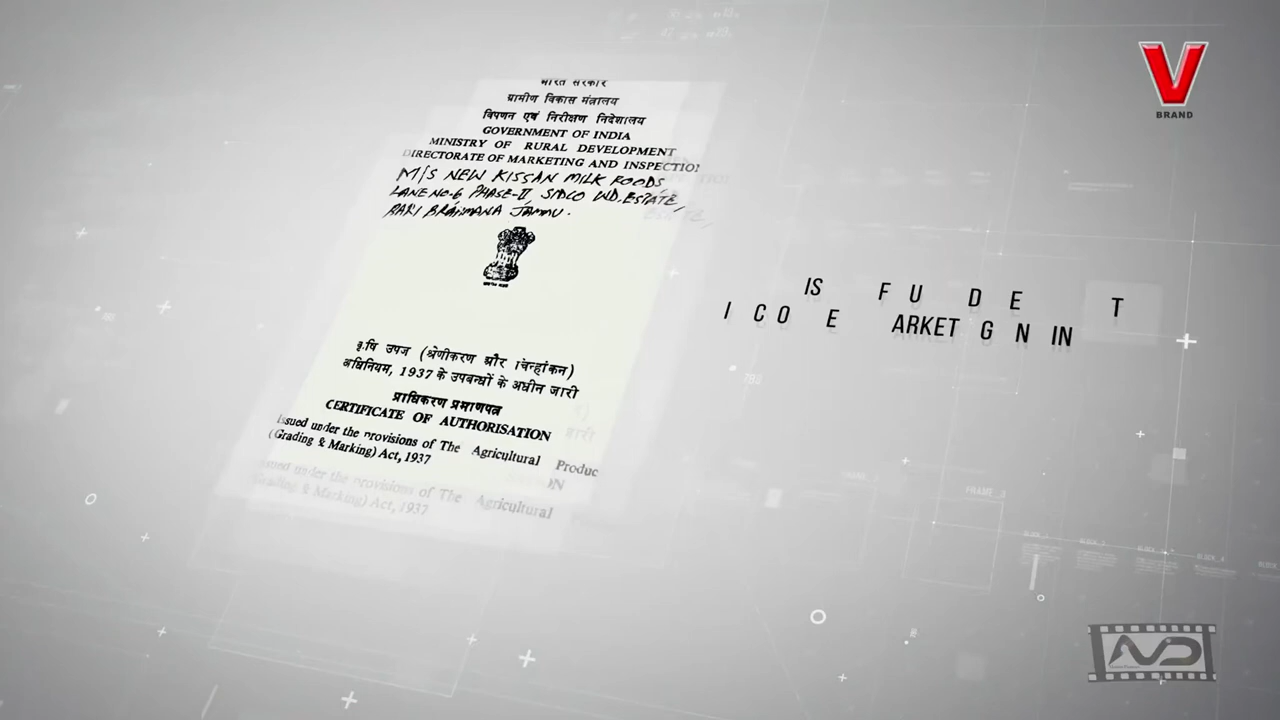 भारत सरकार
ग्रामीण विकास मंत्रालय
विपणन एवं निरीक्षण निदेशालय
GOVERNMENT OF INDIA
MINISTRY OF RURAL DEVELOPMENT
DIRECTORATE OF MARKETING AND INSPECTION
M/S NEW KISSAN MILK FOODS
LANE NO-6, PHASE-II, SIDCO IND. ESTATE,
BARI BRAHMANA JAMMU.
कृषि उपज (श्रेणीकरण और चिन्हांकन)
अधिनियम, 1937 के उपबन्धों के अधीन जारी
प्राधिकरण प्रमाणपत्र
CERTIFICATE OF AUTHORISATION
Issued under the provisions of The Agricultural Produc
(Grading & Marking) Act, 1937
IS F U D E T
I C O E ARKET G N IN
V
BRAND